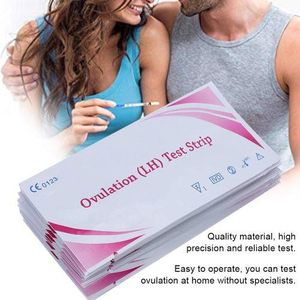 CE 0123
Ovulation (LH) Test Strip
IVD
Quality material, high
precision and reliable test.
Easy to operate, you can test
ovulation at home without specialists.